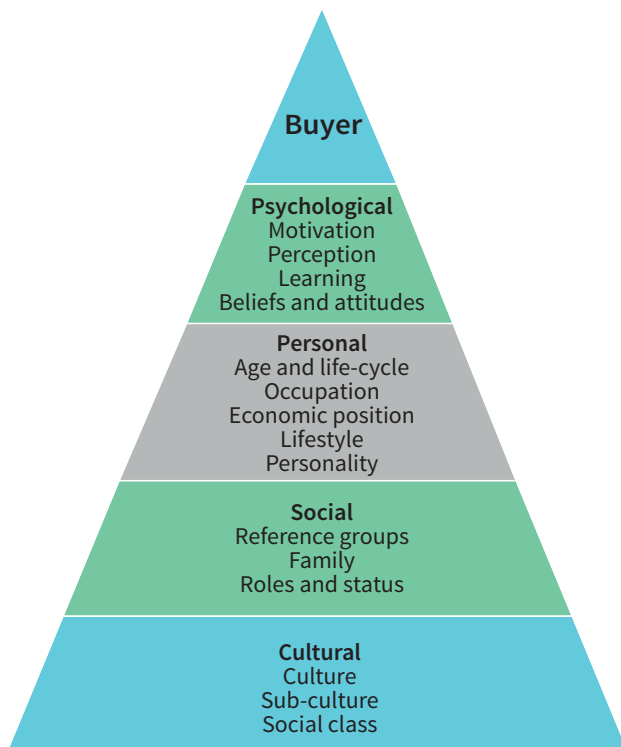 Buyer
Psychological
Motivation
Perception
Learning
Beliefs and attitudes
Personal
Age and life-cycle
Occupation
Economic position
Lifestyle
Personality
Social
Reference groups
Family
Roles and status
Cultural
Culture
Sub-culture
Social class